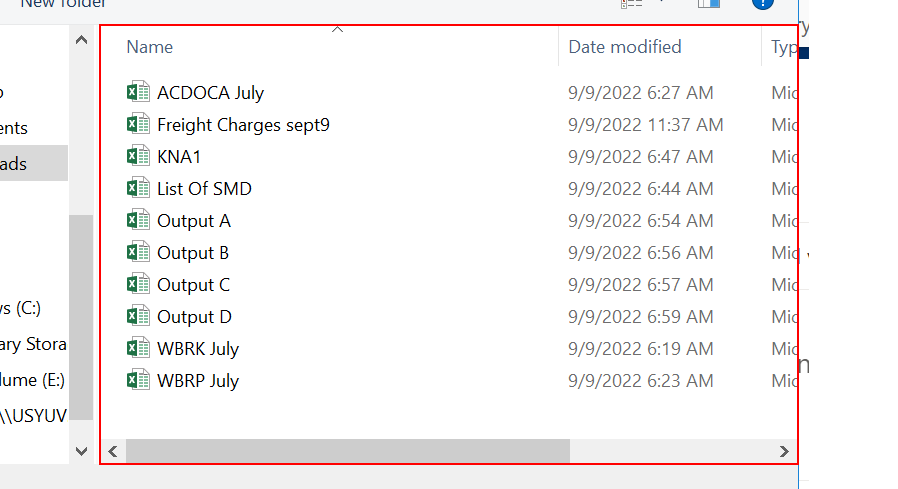 New folder
Name Date modified Typ
ACDOCA July 9/9/2022 6:27 AM Mic
Freight Charges sept9 9/9/2022 11:37 AM Mic
KNA1 9/9/2022 6:47 AM Mic
List Of SMD 9/9/2022 6:44 AM Mic
Output A 9/9/2022 6:54 AM Mic
Output B 9/9/2022 6:56 AM Mic
Output C 9/9/2022 6:57 AM Mic
Output D 9/9/2022 6:59 AM Mic
WBRK July 9/9/2022 6:19 AM Mic
WBRP July 9/9/2022 6:23 AM Mic
ents
ads
vs (C:)
ary Stora
lume (E:)
\\USYUV